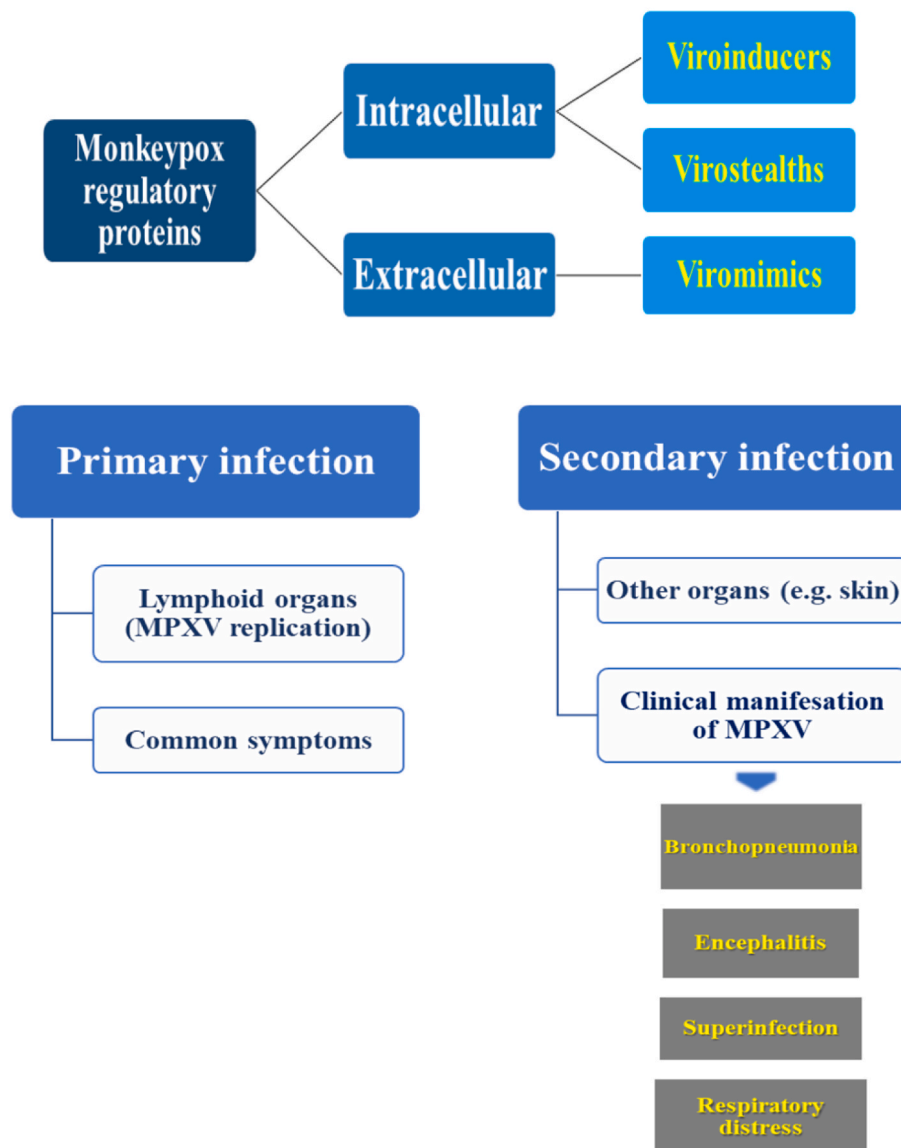 Monkeypox
regulatory
proteins
Intracellular
Extracellular
Viroinducers
Virostealths
Viromimics
Primary infection
Lymphoid organs
(MPXV replication)
Common symptoms
Secondary infection
Other organs (e.g. skin)
Clinical manifesation
of MPXV
Bronchopneumonia
Encephalitis
Superinfection
Respiratory
distress